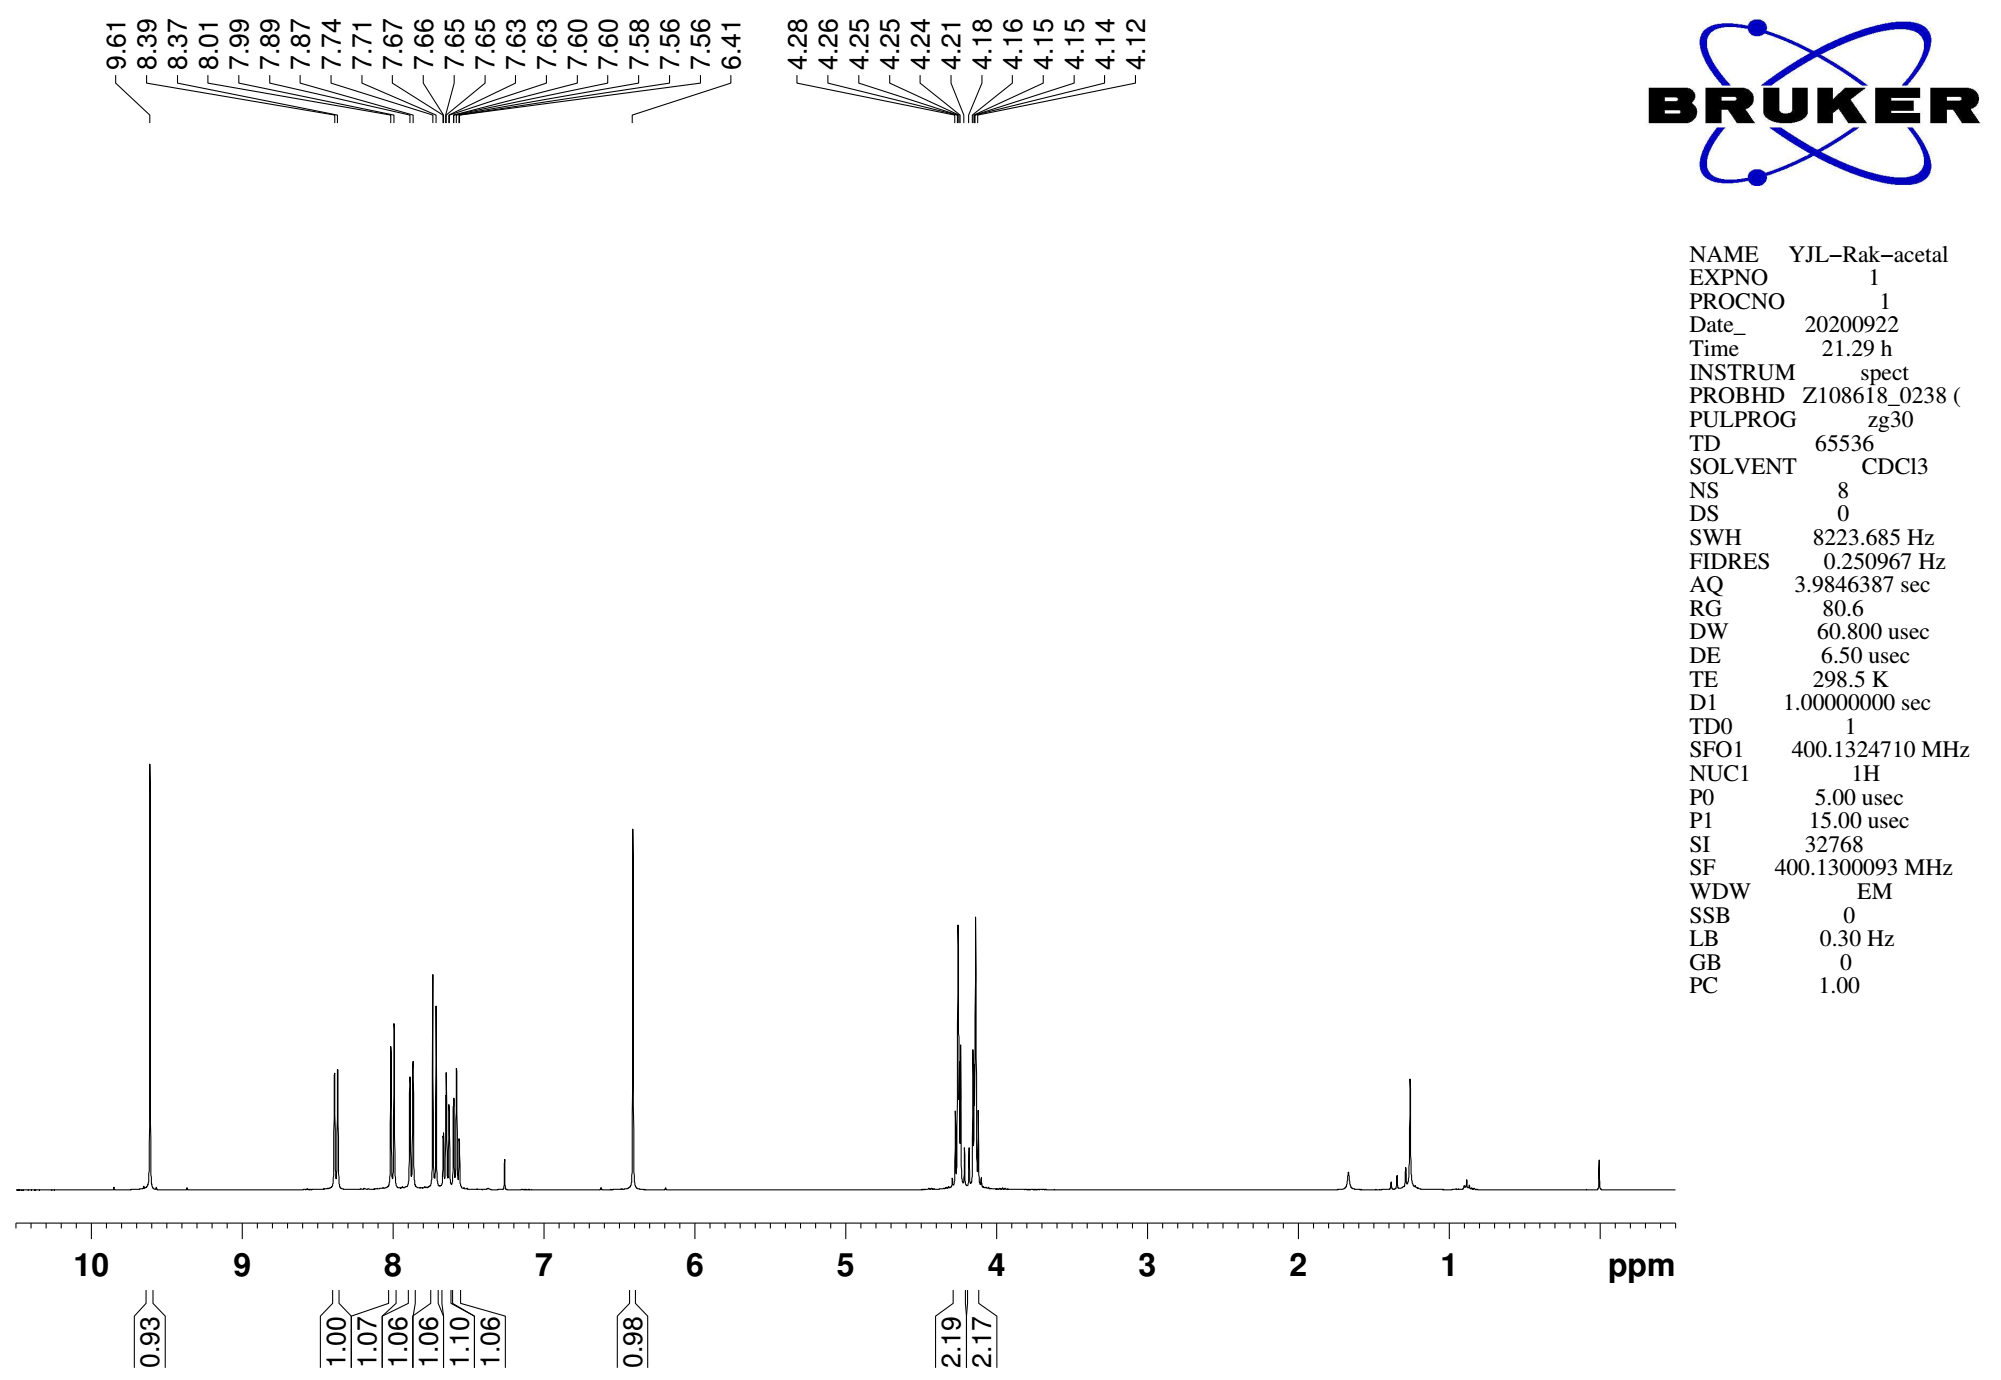 9.61
8.39
8.37
8.01
7.99
7.89
7.87
7.74
7.71
7.67
7.66
7.65
7.65
7.63
7.63
7.60
7.60
7.58
7.56
7.56
6.41
4.28
4.26
4.25
4.25
4.24
4.21
4.18
4.16
4.15
4.15
4.14
4.12
BRUKER
NAME YJL−Rak−acetal
EXPNO 1
PROCNO 1
Date_ 20200922
Time 21.29 h
INSTRUM spect
PROBHD Z108618_0238 (
PULPROG zg30
TD 65536
SOLVENT CDCl3
NS 8
DS 0
SWH 8223.685 Hz
FIDRES 0.250967 Hz
AQ 3.9846387 sec
RG 80.6
DW 60.800 usec
DE 6.50 usec
TE 298.5 K
D1 1.00000000 sec
TD0 1
SFO1 400.1324710 MHz
NUC1 1H
P0 5.00 usec
P1 15.00 usec
SI 32768
SF 400.1300093 MHz
WDW EM
SSB 0
LB 0.30 Hz
GB 0
PC 1.00
10 9 8 7 6 5 4 3 2 1 ppm
0.93
1.00
1.07
1.06
1.06
1.10
1.06
0.98
2.19
2.17